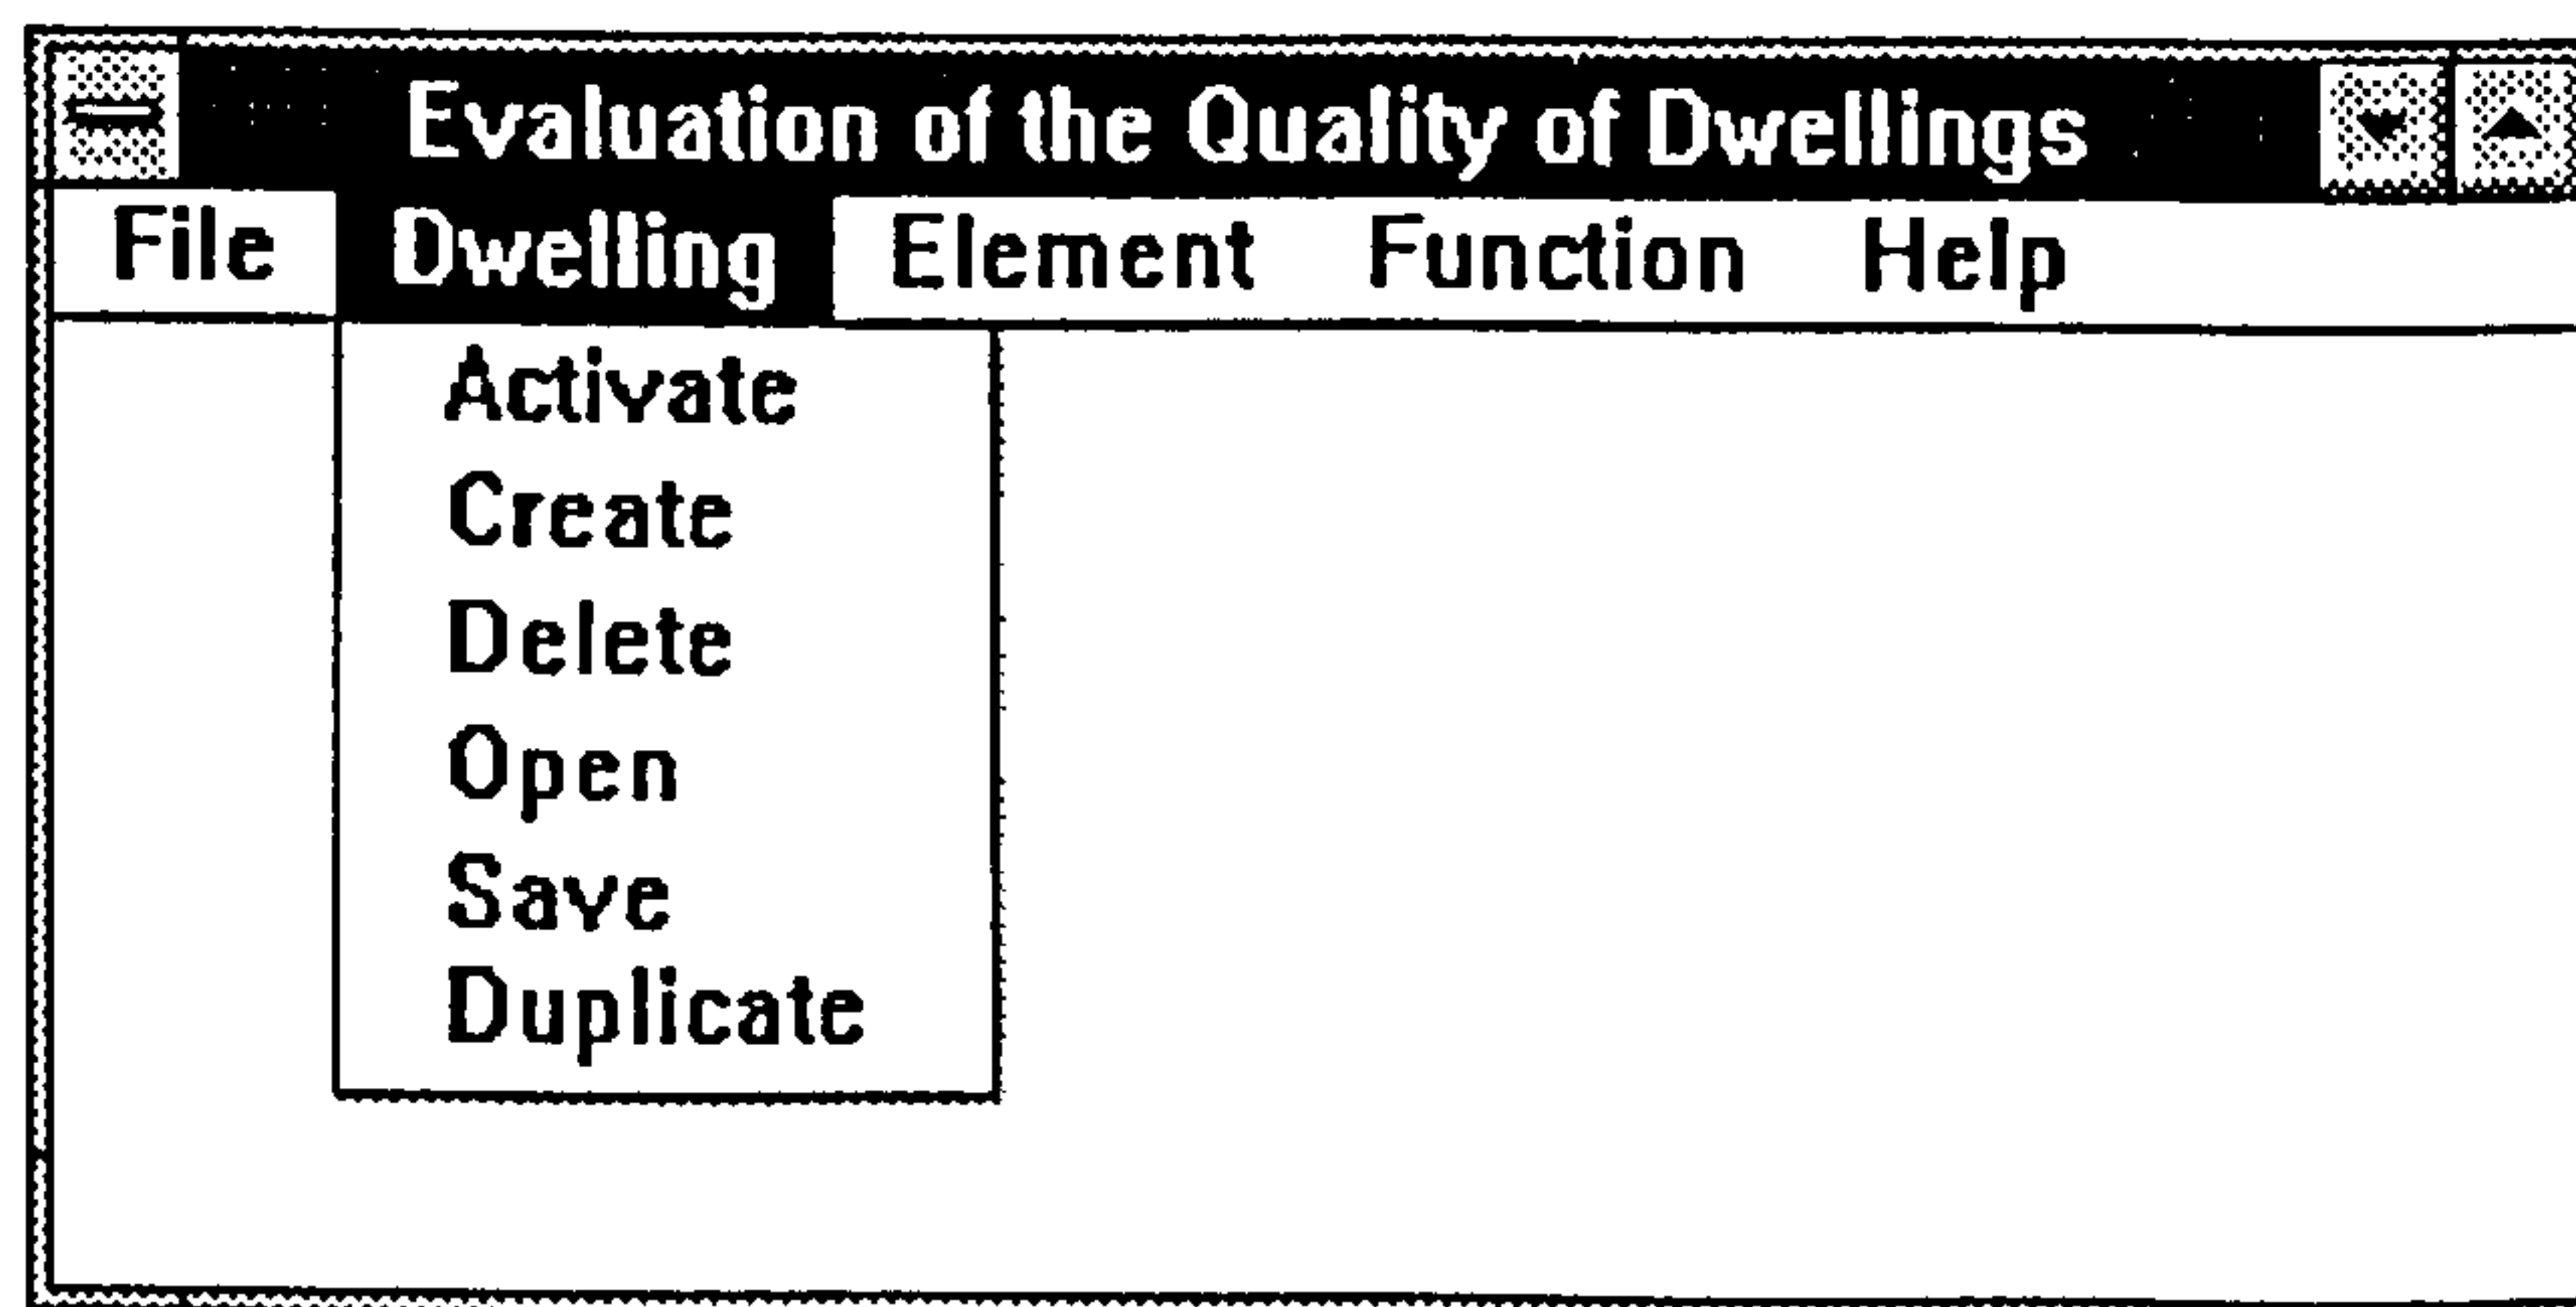 Evaluation of the Quality of Dwellings
File Dwelling Element Function Help
Activate
Create
Delete
Open
Save
Duplicate